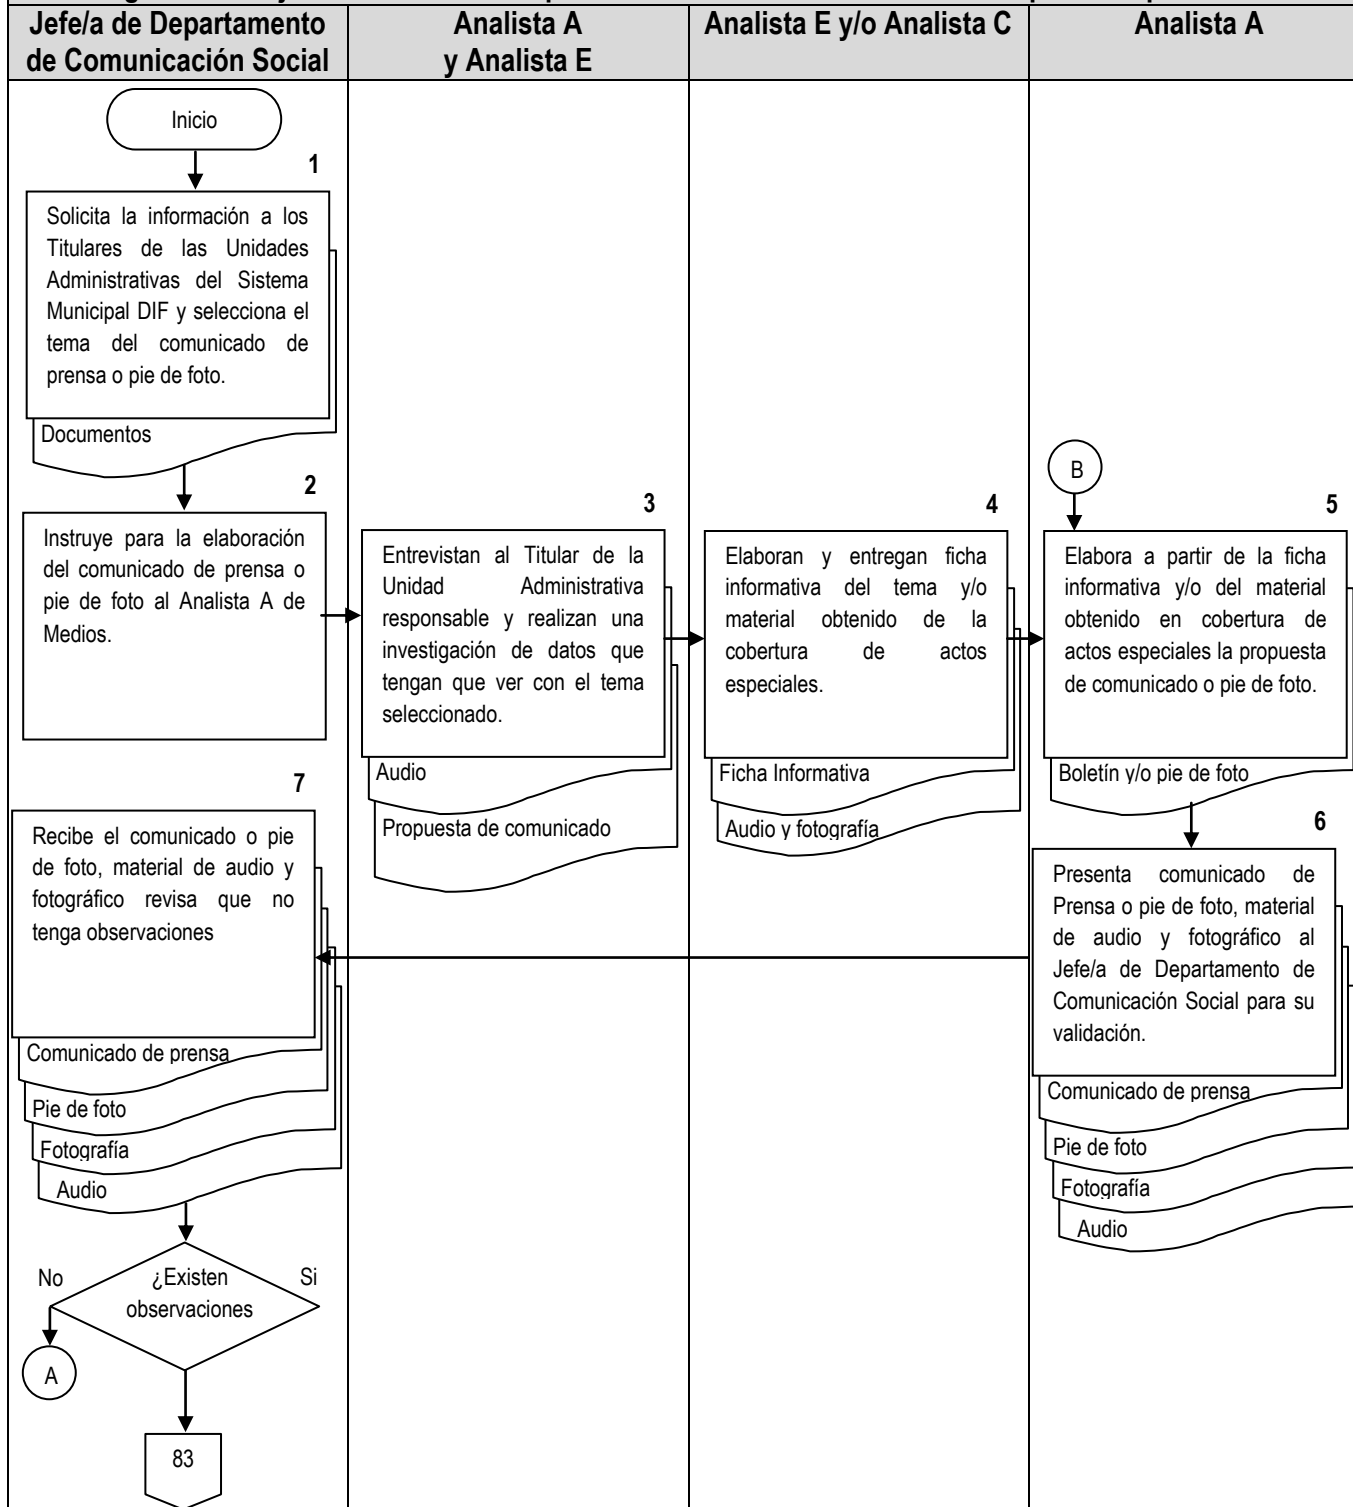 Jefe/a de Departamento
de Comunicación Social
Analista A
y Analista E
Analista E y/o Analista C
Analista A
Inicio
1
Solicita la información a los
Titulares de las Unidades
Administrativas del Sistema
Municipal DIF y selecciona el
tema del comunicado de
prensa o pie de foto.
Documentos
2
Instruye para la elaboración
del comunicado de prensa o
pie de foto al Analista A de
Medios.
3
Entrevistan al Titular de la
Unidad Administrativa
responsable y realizan una
investigación de datos que
tengan que ver con el tema
seleccionado.
Audio
Propuesta de comunicado
4
Elaboran y entregan ficha
informativa del tema y/o
material obtenido de la
cobertura de actos
especiales.
Ficha Informativa
Audio y fotografía
B
5
Elabora a partir de la ficha
informativa y/o del material
obtenido en cobertura de
actos especiales la propuesta
de comunicado o pie de foto.
Boletín y/o pie de foto
6
Presenta comunicado de
Prensa o pie de foto, material
de audio y fotográfico al
Jefe/a de Departamento de
Comunicación Social para su
validación.
Comunicado de prensa
Pie de foto
Fotografía
Audio
7
Recibe el comunicado o pie
de foto, material de audio y
fotográfico revisa que no
tenga observaciones
Comunicado de prensa
Pie de foto
Fotografía
Audio
No
¿Existen
observaciones
Si
A
83